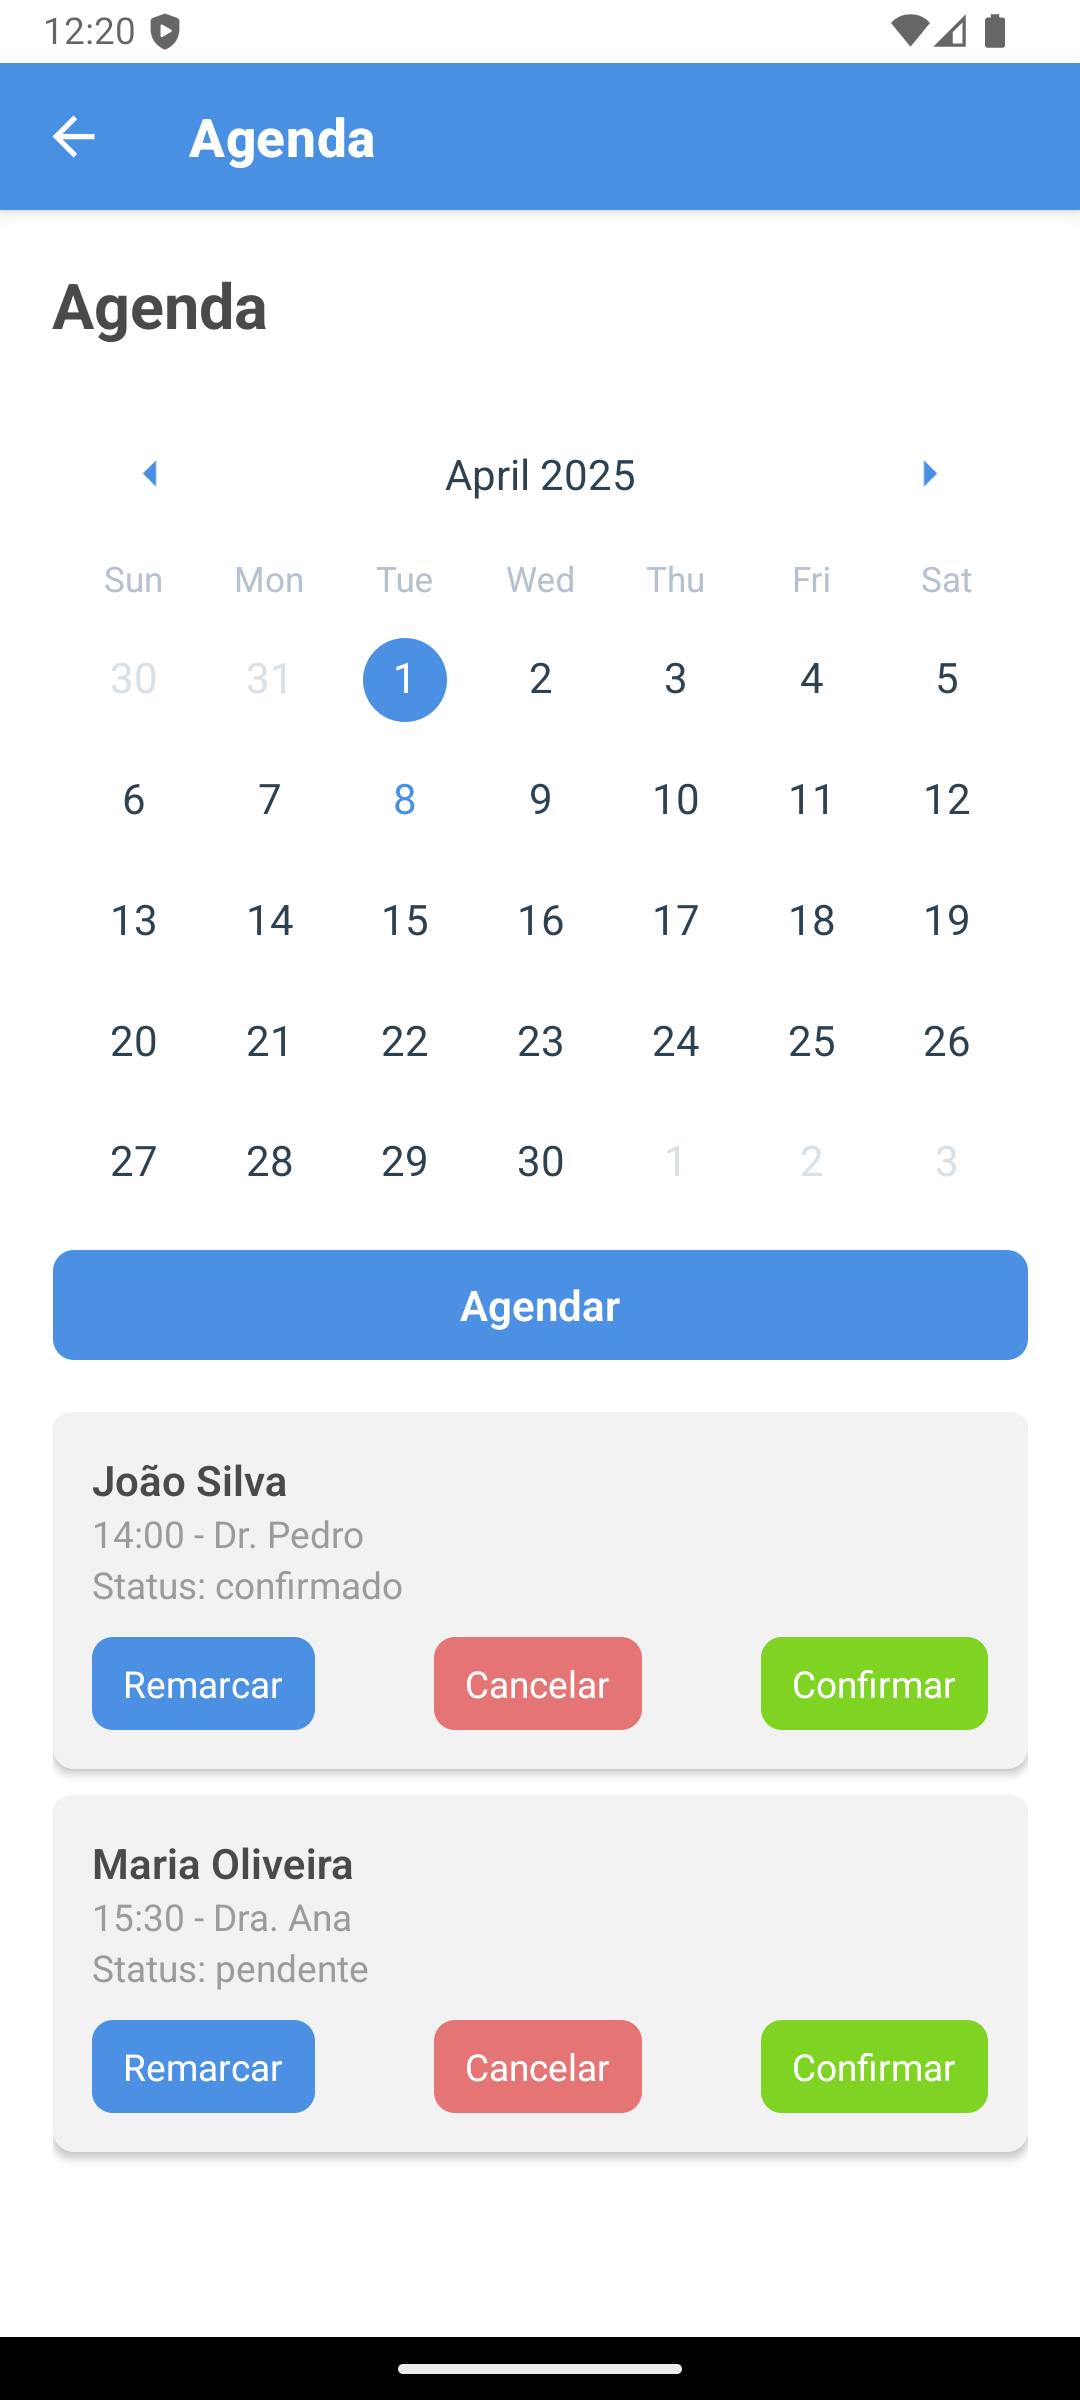 12:20
Agenda
Agenda
April 2025
Sun Mon Tue Wed Thu Fri Sat
30 31 1 2 3 4 5
6 7 8 9 10 11 12
13 14 15 16 17 18 19
20 21 22 23 24 25 26
27 28 29 30 1 2 3
Agendar
João Silva
14:00 - Dr. Pedro
Status: confirmado
Remarcar Cancelar Confirmar
Maria Oliveira
15:30 - Dra. Ana
Status: pendente
Remarcar Cancelar Confirmar